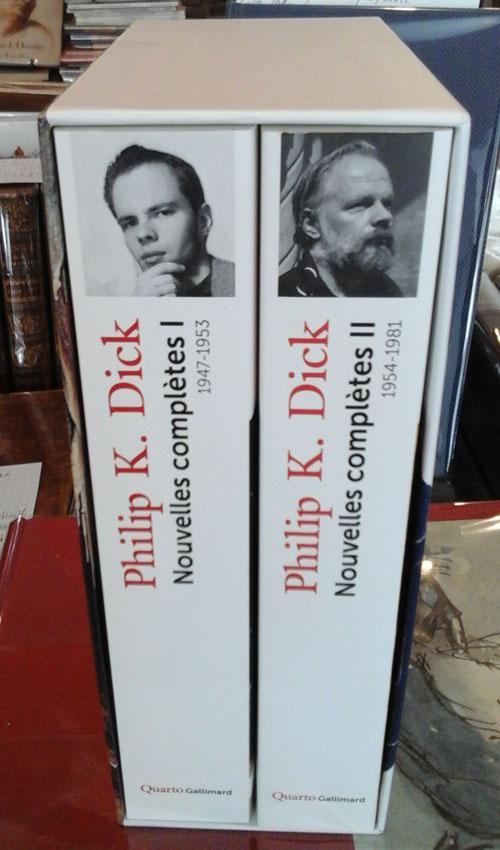 Philip K. Dick
Nouvelles complètes I
1947-1953
Quarto Gallimard
Philip K. Dick
Nouvelles complètes II
1954-1981
Quarto Gallimard